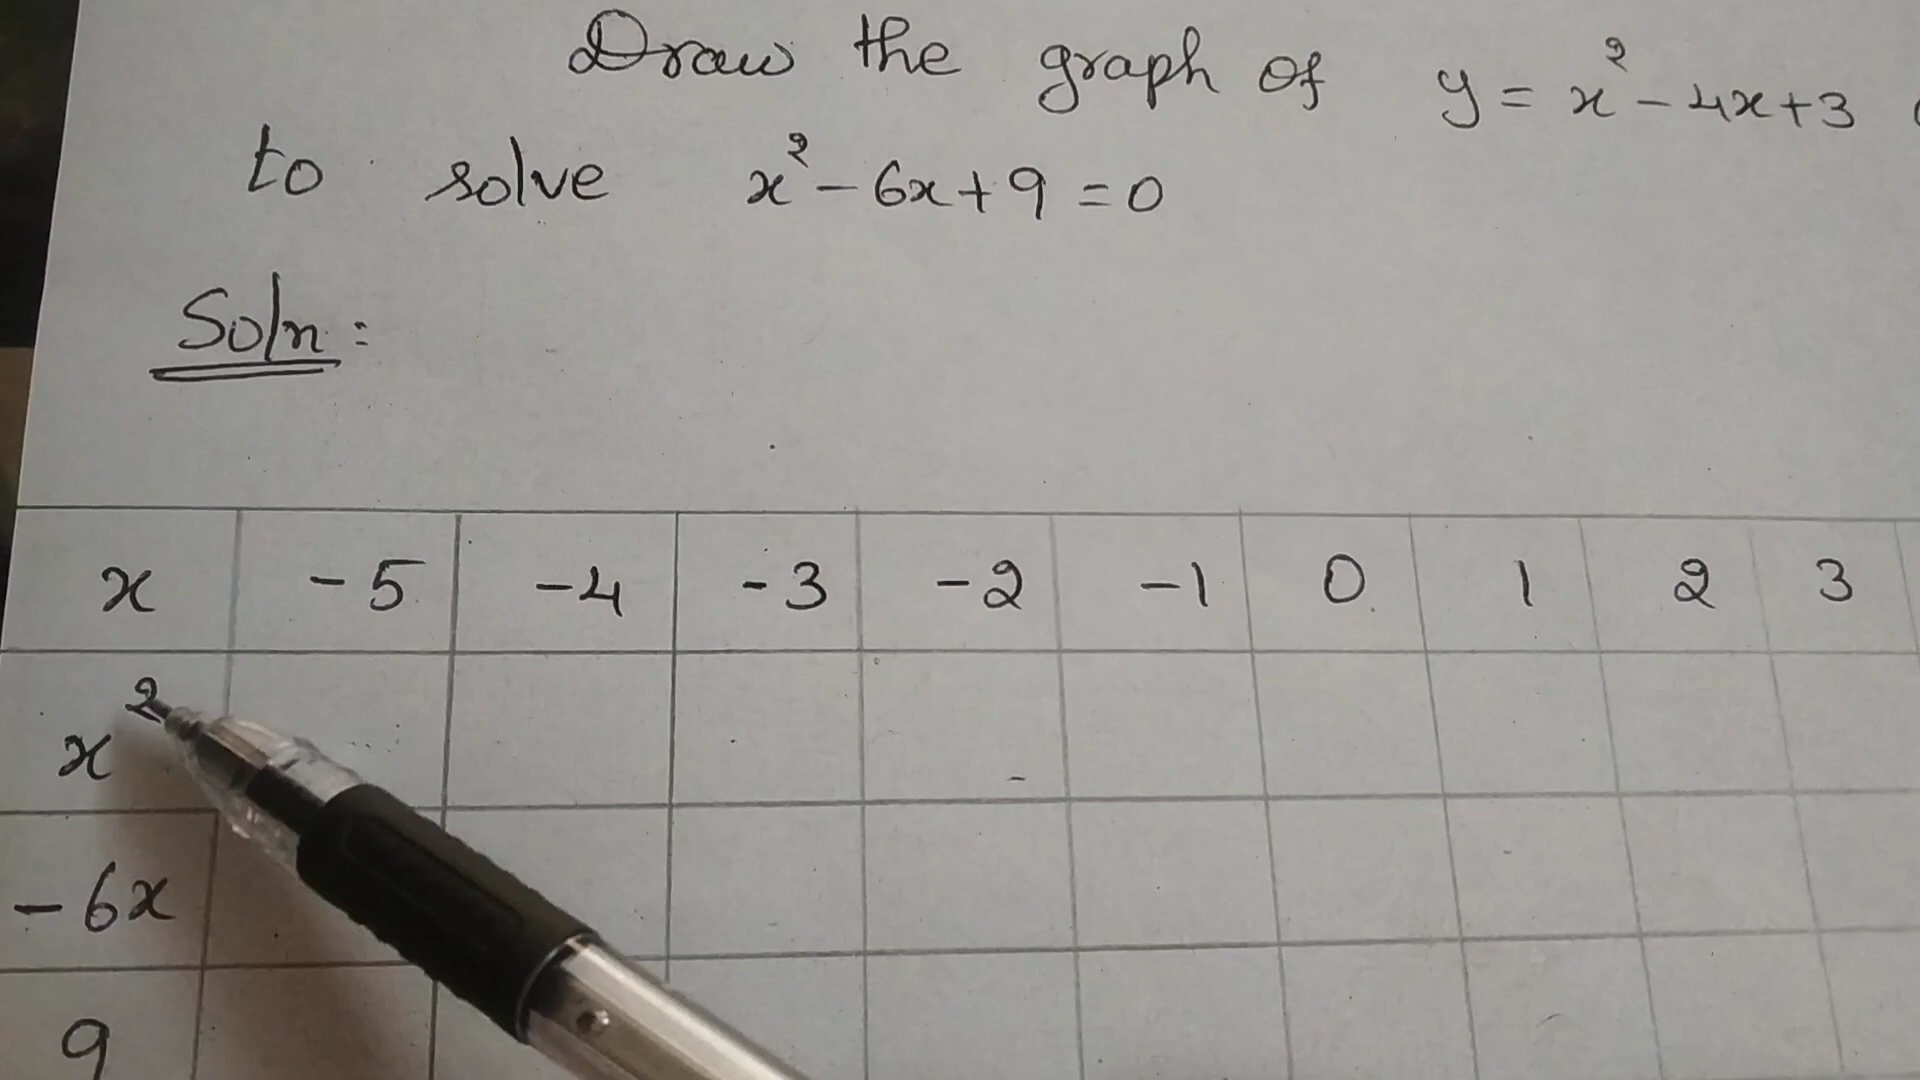 Draw the graph of y = x² - 4x + 3
to solve x² - 6x + 9 = 0
Soln:
x -5 -4 -3 -2 -1 0 1 2 3
x²
-6x
9